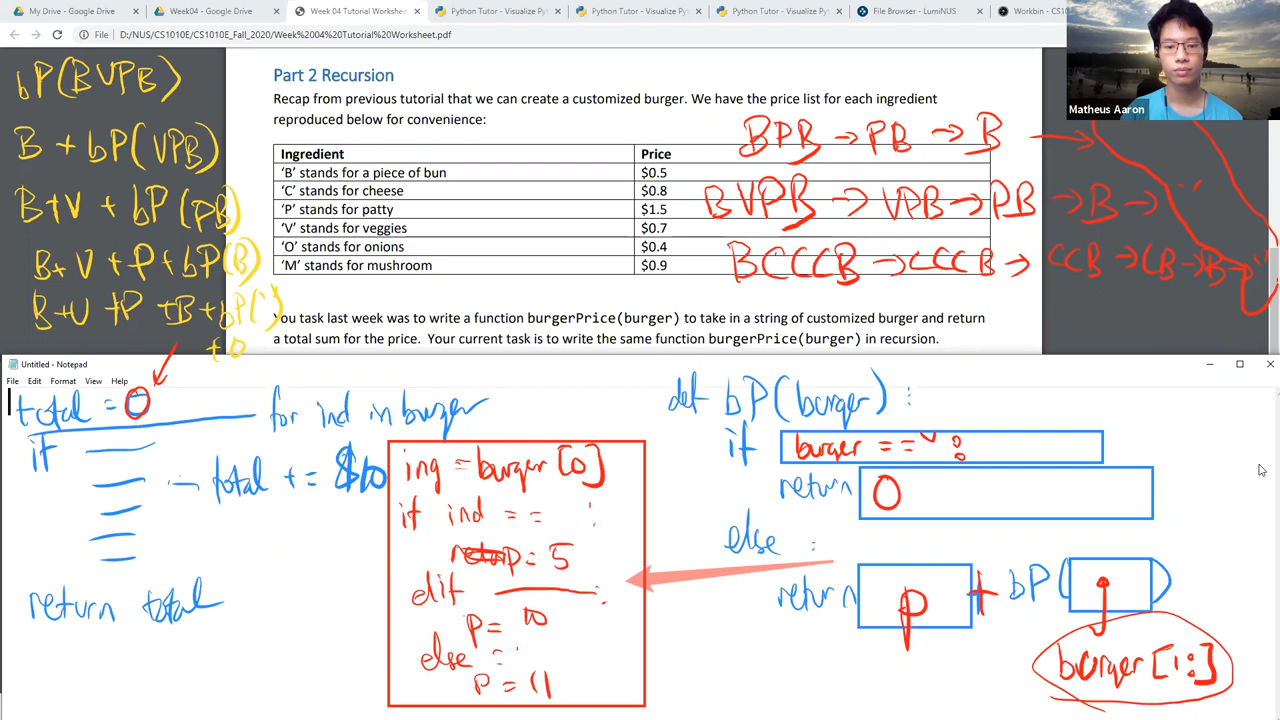 My Drive - Google Drive
Week04 - Google Drive
Week 04 Tutorial Workshee
Python Tutor - Visualize Py
Python Tutor - Visualize Py
Python Tutor - Visualize Py
File Browser - LumiNUS
Workbin - CS10
File
D:/NUS/CS1010E/CS1010E_Fall_2020/Week%2004%20Tutorial%20Worksheet.pdf
Matheus Aaron
Part 2 Recursion
Recap from previous tutorial that we can create a customized burger. We have the price list for each ingredient
reproduced below for convenience:
Ingredient Price
‘B’ stands for a piece of bun $0.5
‘C’ stands for cheese $0.8
‘P’ stands for patty $1.5
‘V’ stands for veggies $0.7
‘O’ stands for onions $0.4
‘M’ stands for mushroom $0.9
You task last week was to write a function burgerPrice(burger) to take in a string of customized burger and return
a total sum for the price. Your current task is to write the same function burgerPrice(burger) in recursion.
bP(BVPB)
B + bP(VPB)
B+V + bP(PB)
B+ V + P + bP(B)
B+V +P +B + bP('')
+ 0
BPB → PB → B →
BVPB → VPB → PB → B → ''
BCCCB → CCCB → CCB → CB → B → ''
Untitled - Notepad
File Edit Format View Help
total = 0
for ind in burger
if
total += $10
return total
ing = burger[0]
if ind == :
p = 5
elif :
p = 10
else :
p = 11
def bP(burger) :
if burger == '' :
return 0
else :
return p + bP( )
burger[1:]